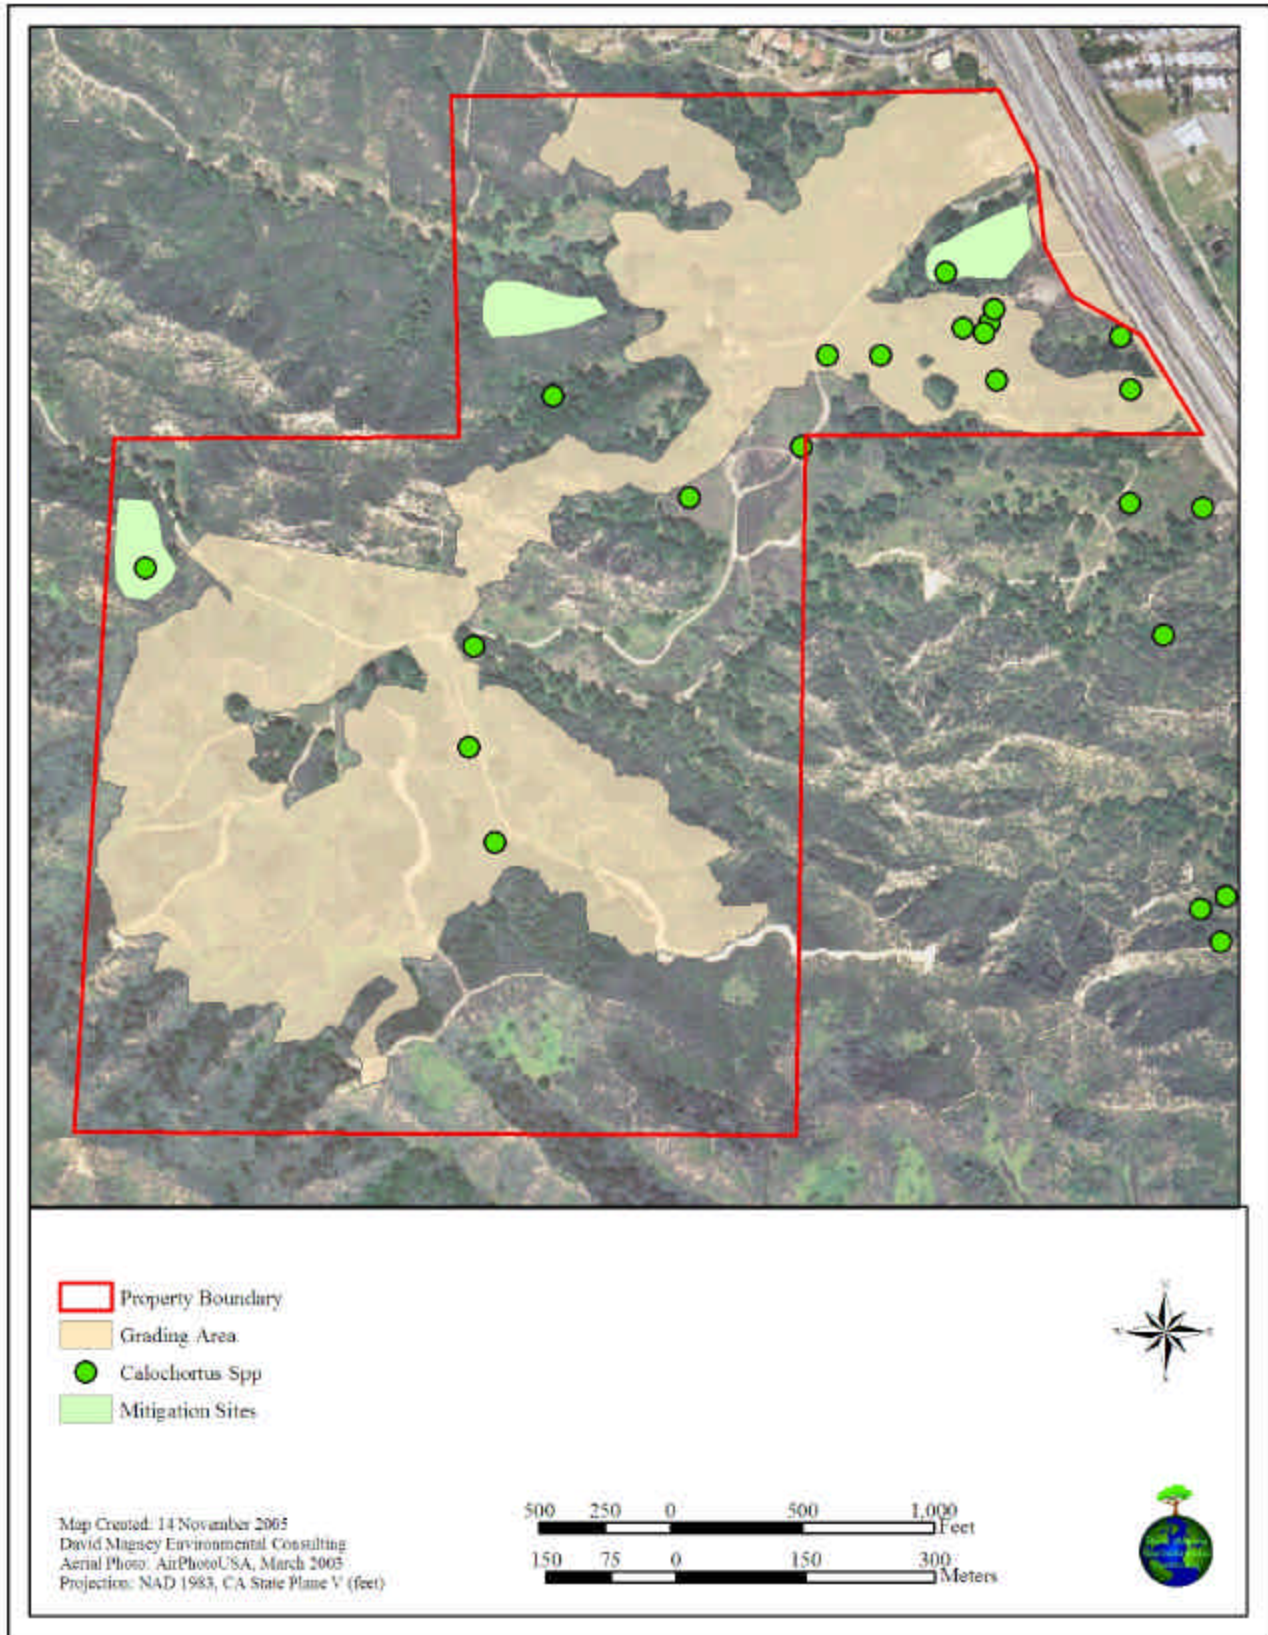 Property Boundary
Grading Area
Calochortus Spp
Mitigation Sites
Map Created: 14 November 2005
David Magney Environmental Consulting
Aerial Photo: AirPhotoUSA, March 2005
Projection: NAD 1983, CA State Plane V (feet)
500 250 0 500 1,000
Feet
150 75 0 150 300
Meters